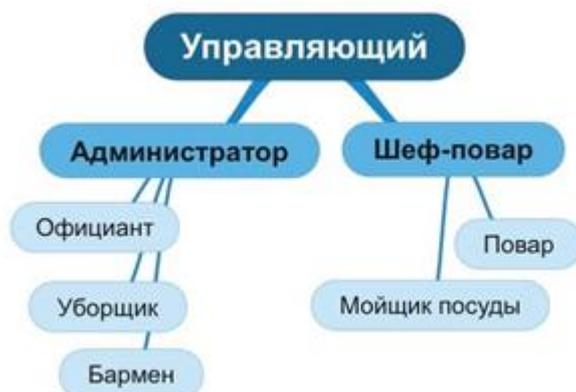 Управляющий
Администратор
Шеф-повар
Официант
Повар
Уборщик
Мойщик посуды
Бармен